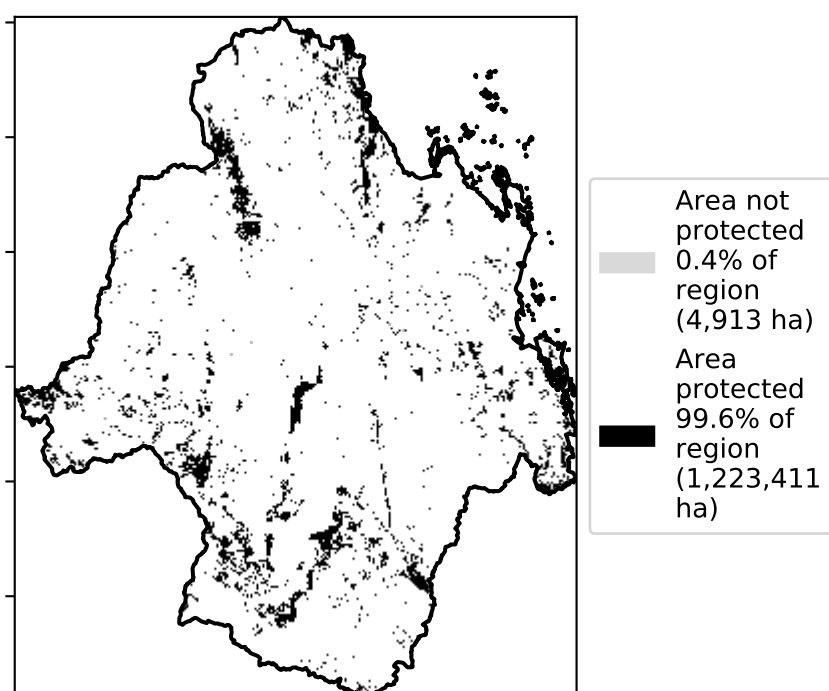 Area not
protected
0.4% of
region
(4,913 ha)
Area
protected
99.6% of
region
(1,223,411
ha)